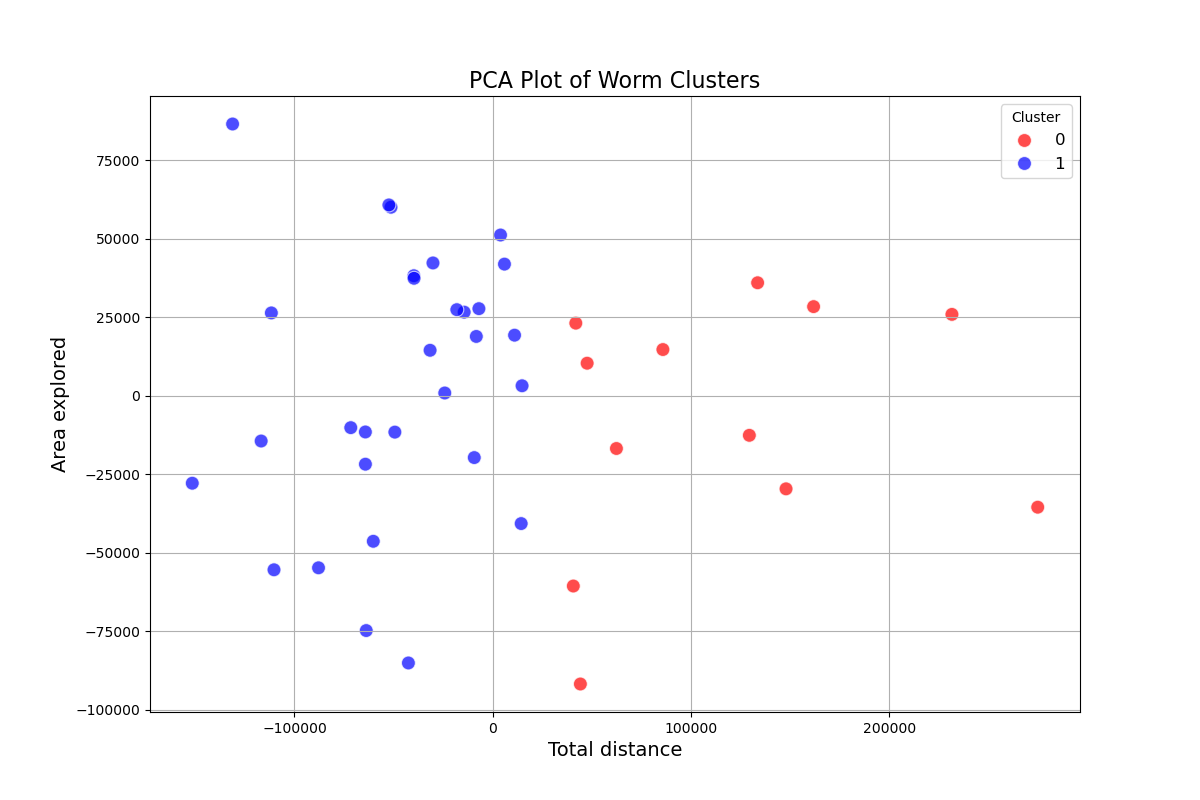 PCA Plot of Worm Clusters
Cluster
0
1
75000
50000
25000
0
−25000
−50000
−75000
−100000
Area explored
−100000 0 100000 200000
Total distance